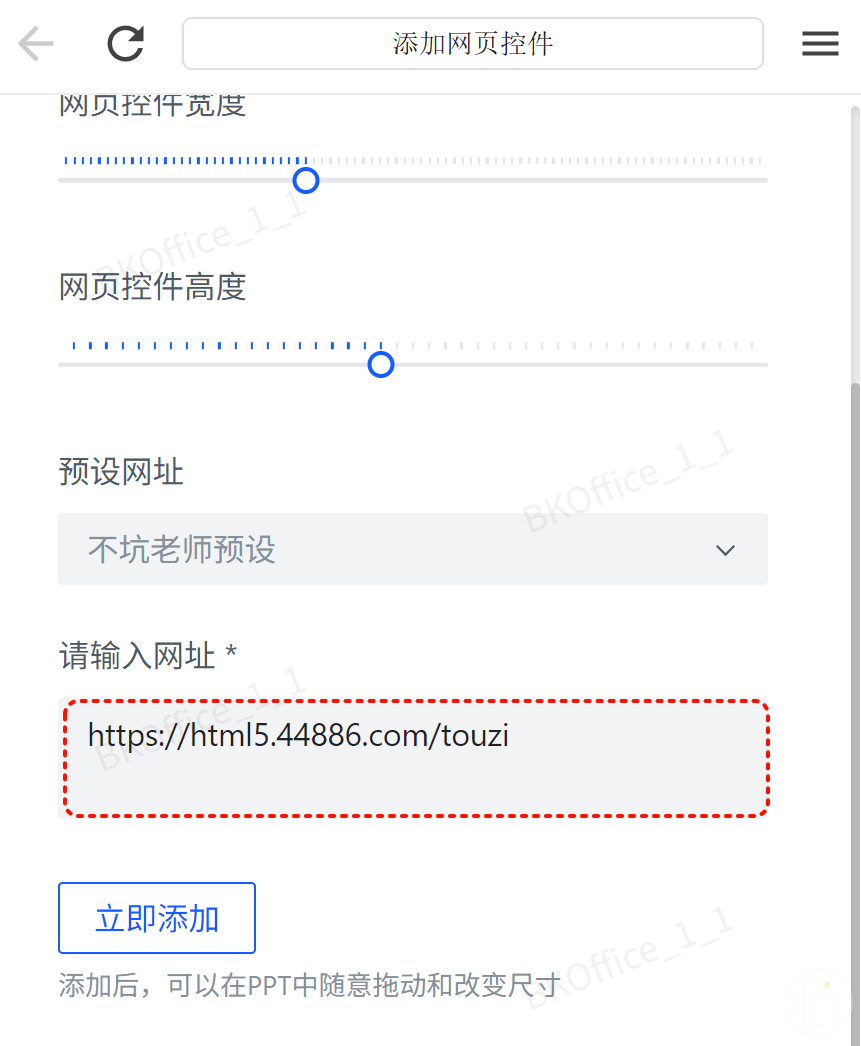 添加网页控件
网页控件宽度
BKOffice_1_1
网页控件高度
预设网址
BKOffice_1_1
不坑老师预设
请输入网址 *
BKOffice_1_1
https://html5.44886.com/touzi
立即添加
BKOffice_1_1
添加后，可以在PPT中随意拖动和改变尺寸